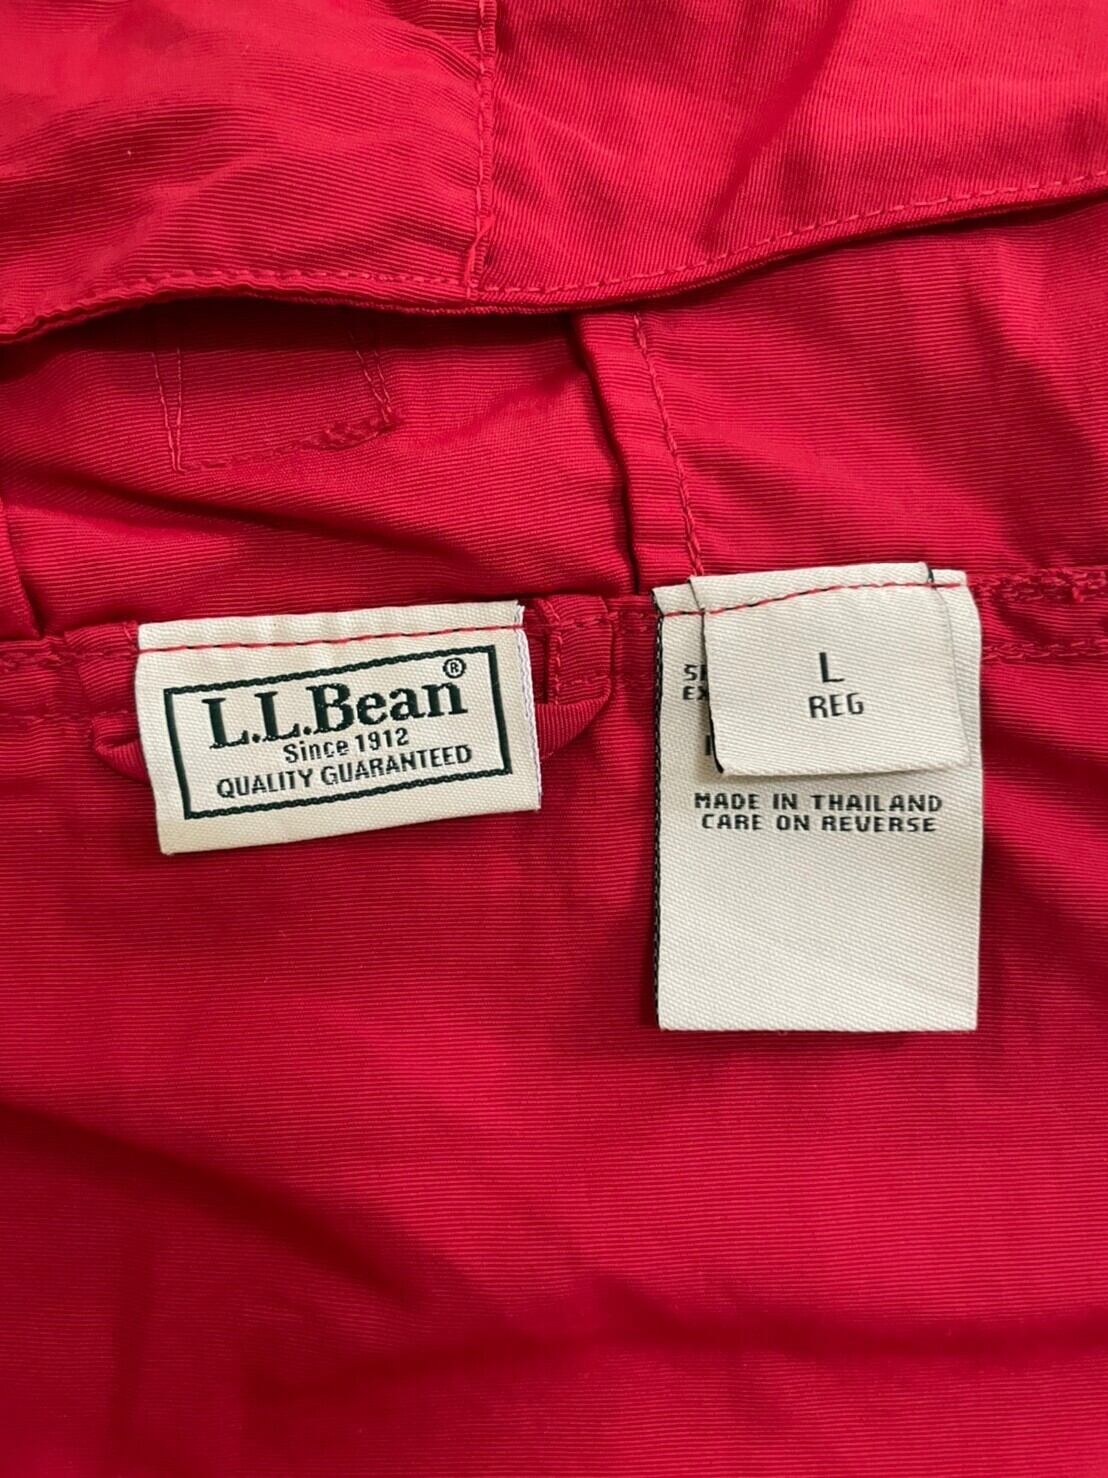 L.L.Bean®
Since 1912
QUALITY GUARANTEED
L
REG
MADE IN THAILAND
CARE ON REVERSE